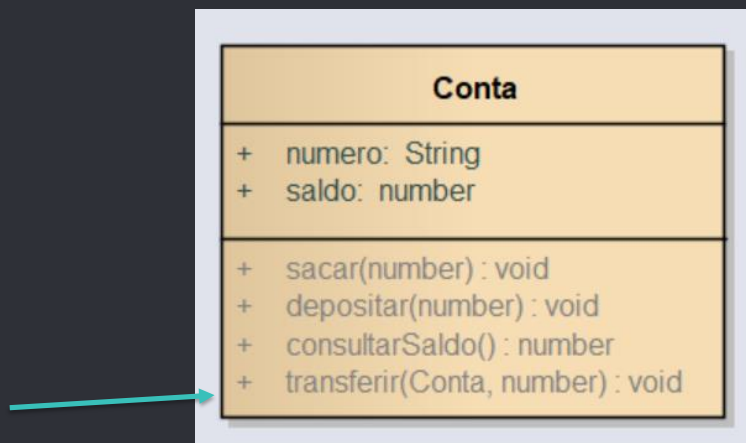 Conta
+ numero: String
+ saldo: number
+ sacar(number) : void
+ depositar(number) : void
+ consultarSaldo() : number
+ transferir(Conta, number) : void